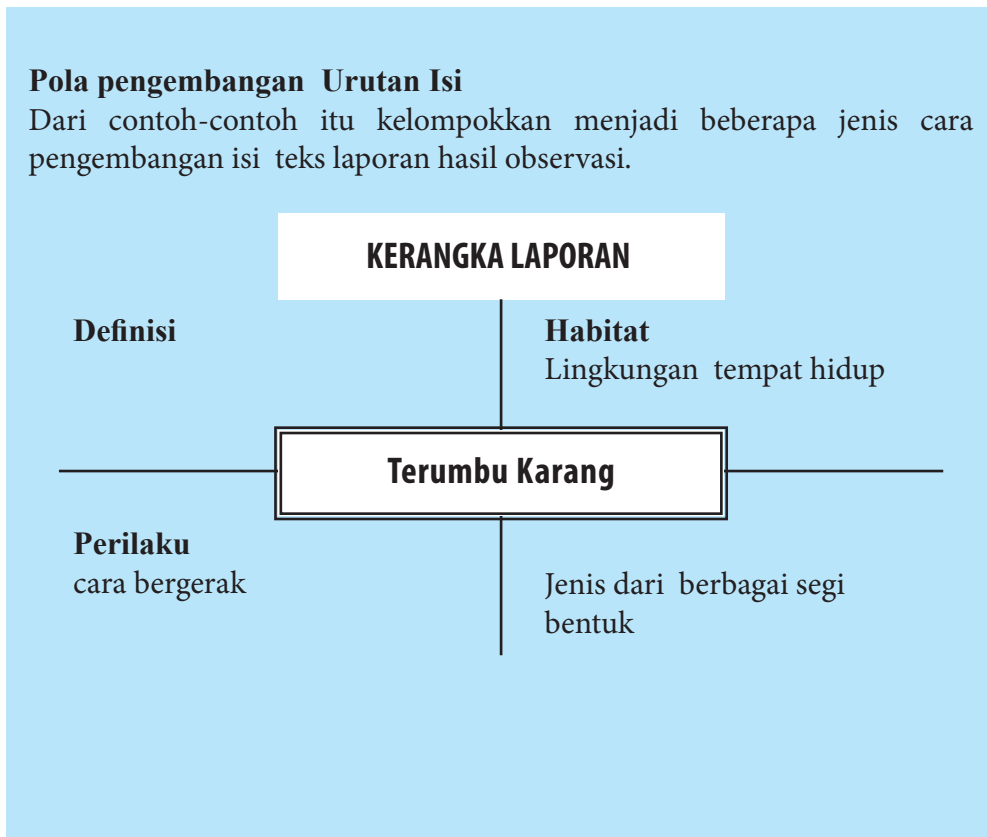 Pola pengembangan Urutan Isi
Dari contoh-contoh itu kelompokkan menjadi beberapa jenis cara
pengembangan isi teks laporan hasil observasi.
KERANGKA LAPORAN
Definisi
Habitat
Lingkungan tempat hidup
Terumbu Karang
Perilaku
cara bergerak
Jenis dari berbagai segi
bentuk